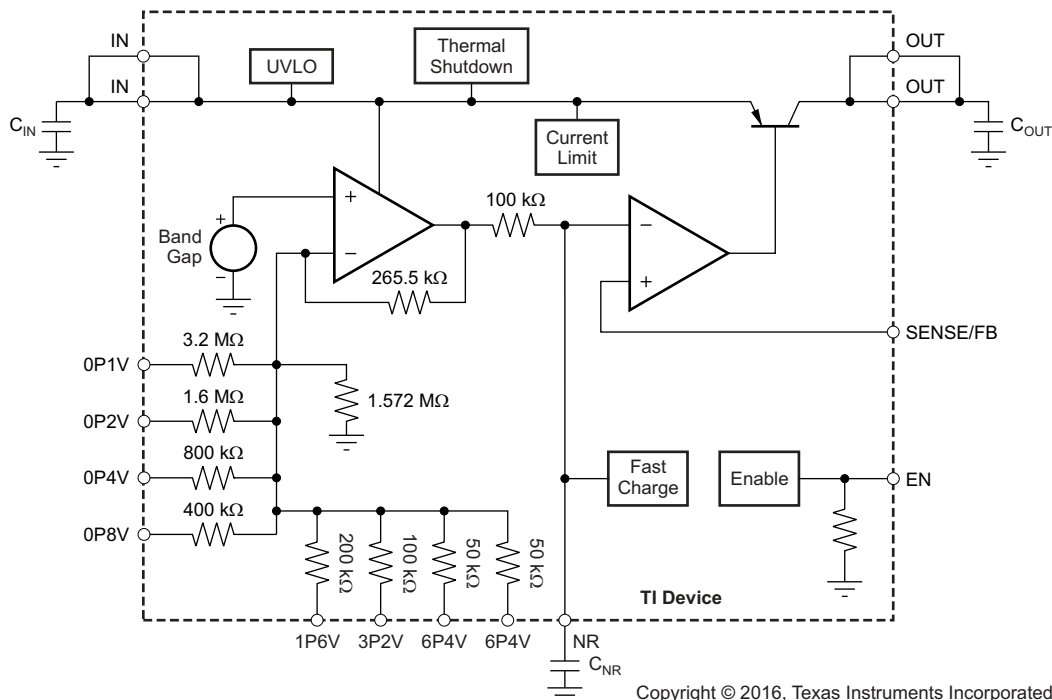 IN
IN
UVLO
Thermal
Shutdown
OUT
OUT
C_IN
Current
Limit
C_OUT
+
−
100 kΩ
−
+
Band
Gap
+
−
265.5 kΩ
SENSE/FB
0P1V
3.2 MΩ
1.572 MΩ
0P2V
1.6 MΩ
0P4V
800 kΩ
Fast
Charge
Enable
EN
0P8V
400 kΩ
200 kΩ
100 kΩ
50 kΩ
50 kΩ
TI Device
1P6V
3P2V
6P4V
6P4V
NR
C_NR
Copyright © 2016, Texas Instruments Incorporated